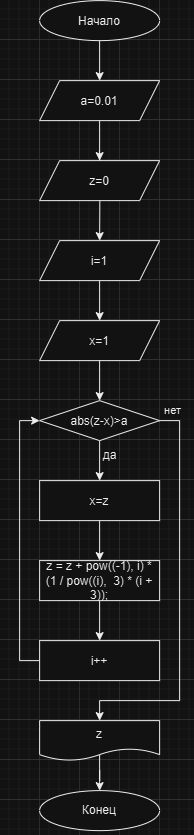 Начало
a=0.01
z=0
i=1
x=1
abs(z-x)>a
нет
да
x=z
z = z + pow((-1), i) *
(1 / pow((i), 3) * (i +
3));
i++
z
Конец